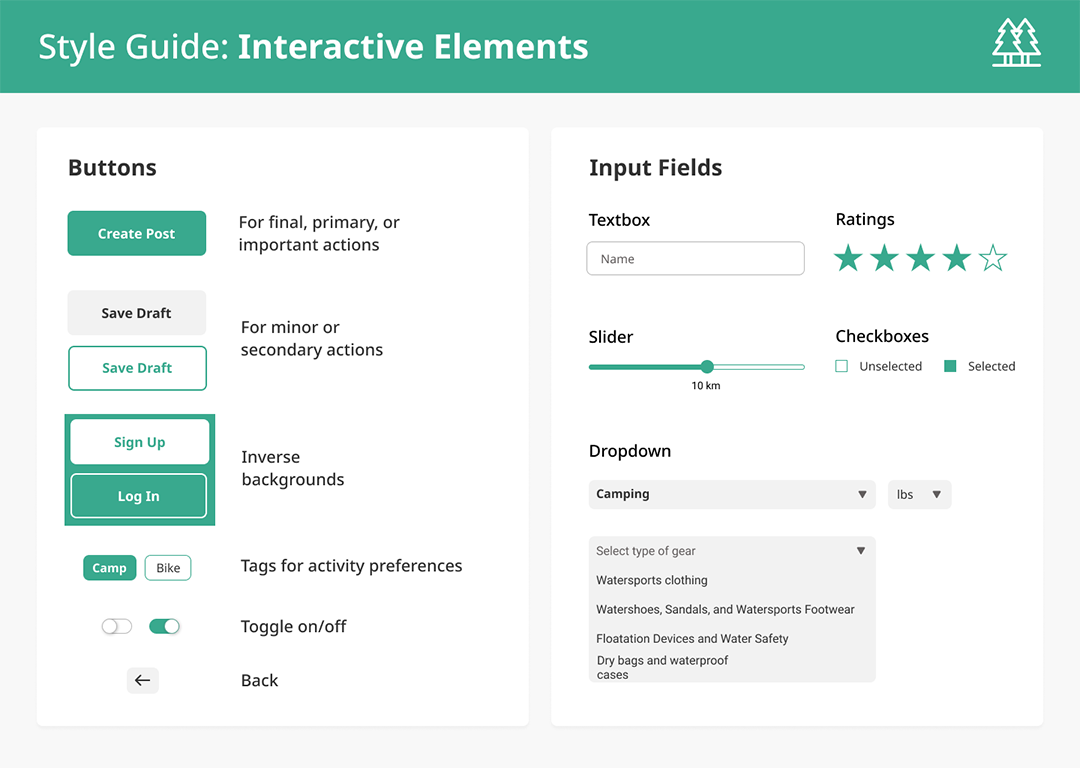 Style Guide: Interactive Elements
Buttons
Create Post
For final, primary, or
important actions
Save Draft
Save Draft
For minor or
secondary actions
Sign Up
Log In
Inverse
backgrounds
Camp
Bike
Tags for activity preferences
Toggle on/off
Back
Input Fields
Textbox
Name
Ratings
Slider
10 km
Checkboxes
Unselected
Selected
Dropdown
Camping
lbs
Select type of gear
Watersports clothing
Watershoes, Sandals, and Watersports Footwear
Floatation Devices and Water Safety
Dry bags and waterproof
cases